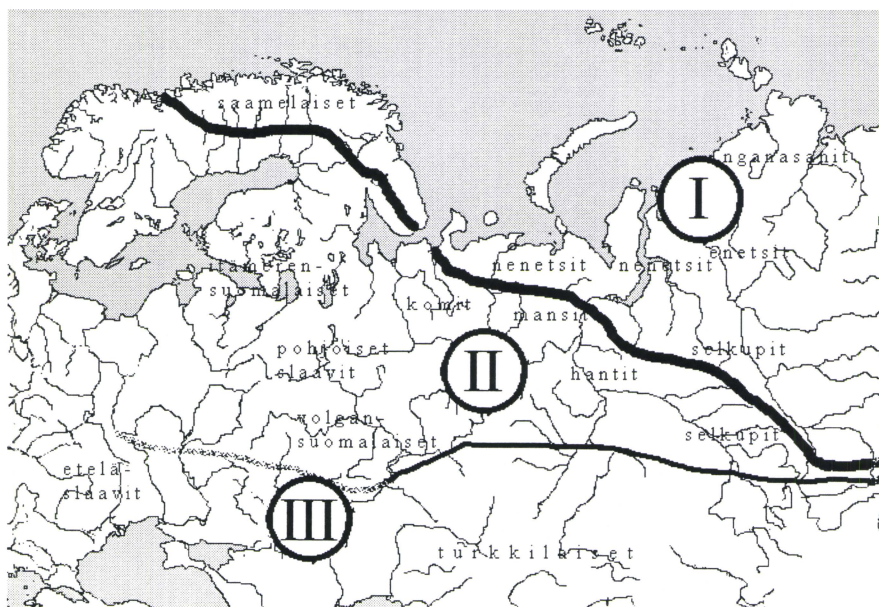 saamelaiset
nganasanit
I
enetsit
itämeren-
suomalaiset
nenetsit
nenetsit
komit
mansit
pohjoiset
slaavit
II
selkupit
hantit
volgan-
suomalaiset
selkupit
etelä-
slaavit
III
turkkilaiset